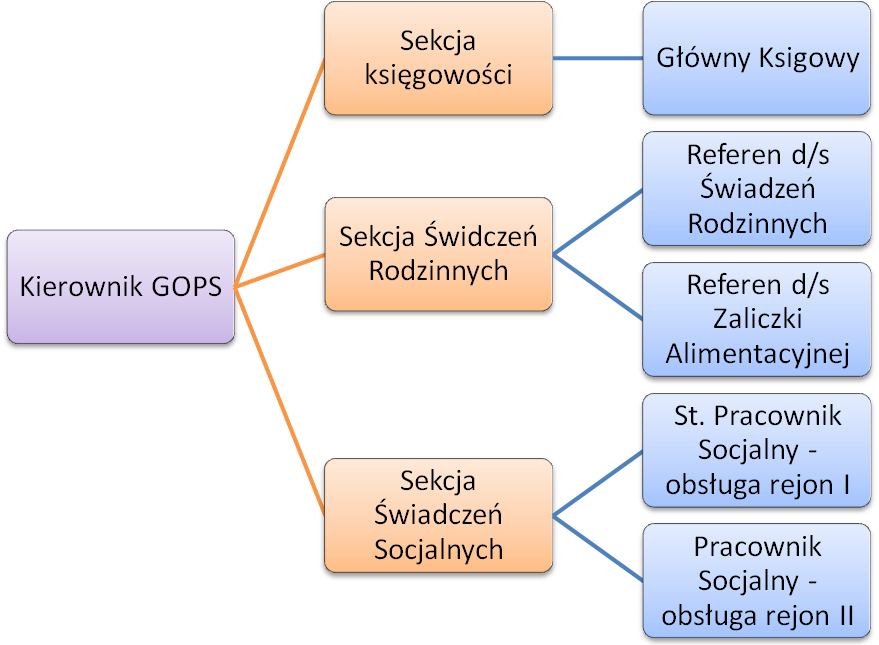 Kierownik GOPS
Sekcja
księgowości
Główny Ksigowy
Sekcja Świdczeń
Rodzinnych
Referen d/s
Świadzeń
Rodzinnych
Referen d/s
Zaliczki
Alimentacyjnej
Sekcja
Świadczeń
Socjalnych
St. Pracownik
Socjalny -
obsługa rejon I
Pracownik
Socjalny -
obsługa rejon II